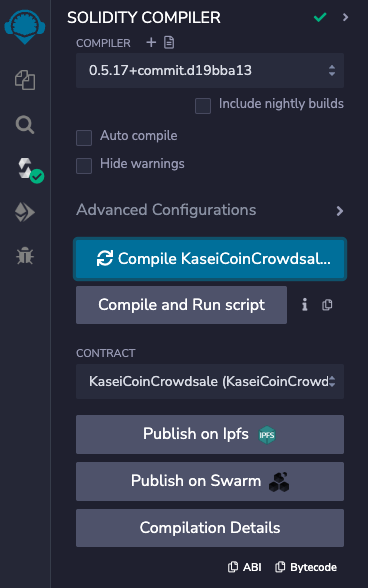 SOLIDITY COMPILER
COMPILER
0.5.17+commit.d19bba13
Include nightly builds
Auto compile
Hide warnings
Advanced Configurations
Compile KaseiCoinCrowdsal...
Compile and Run script
CONTRACT
KaseiCoinCrowdsale (KaseiCoinCrowd
Publish on Ipfs IPFS
Publish on Swarm
Compilation Details
ABI Bytecode